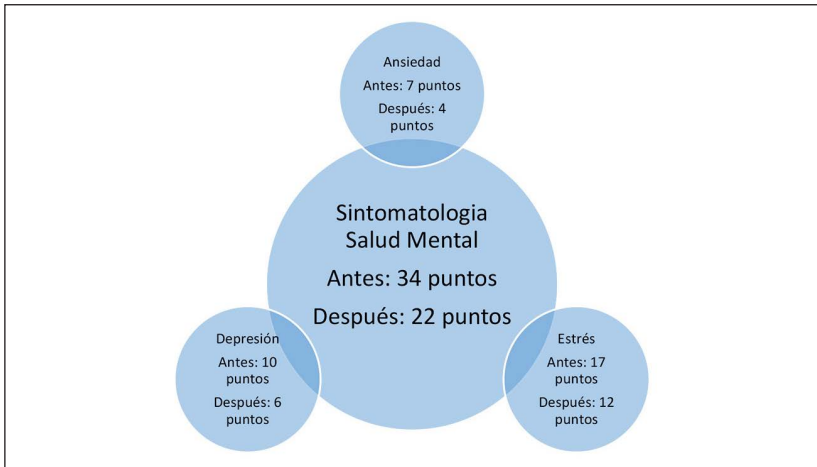 Ansiedad
Antes: 7 puntos
Después: 4
puntos
Sintomatologia
Salud Mental
Antes: 34 puntos
Después: 22 puntos
Depresión
Antes: 10
puntos
Después: 6
puntos
Estrés
Antes: 17
puntos
Después: 12
puntos